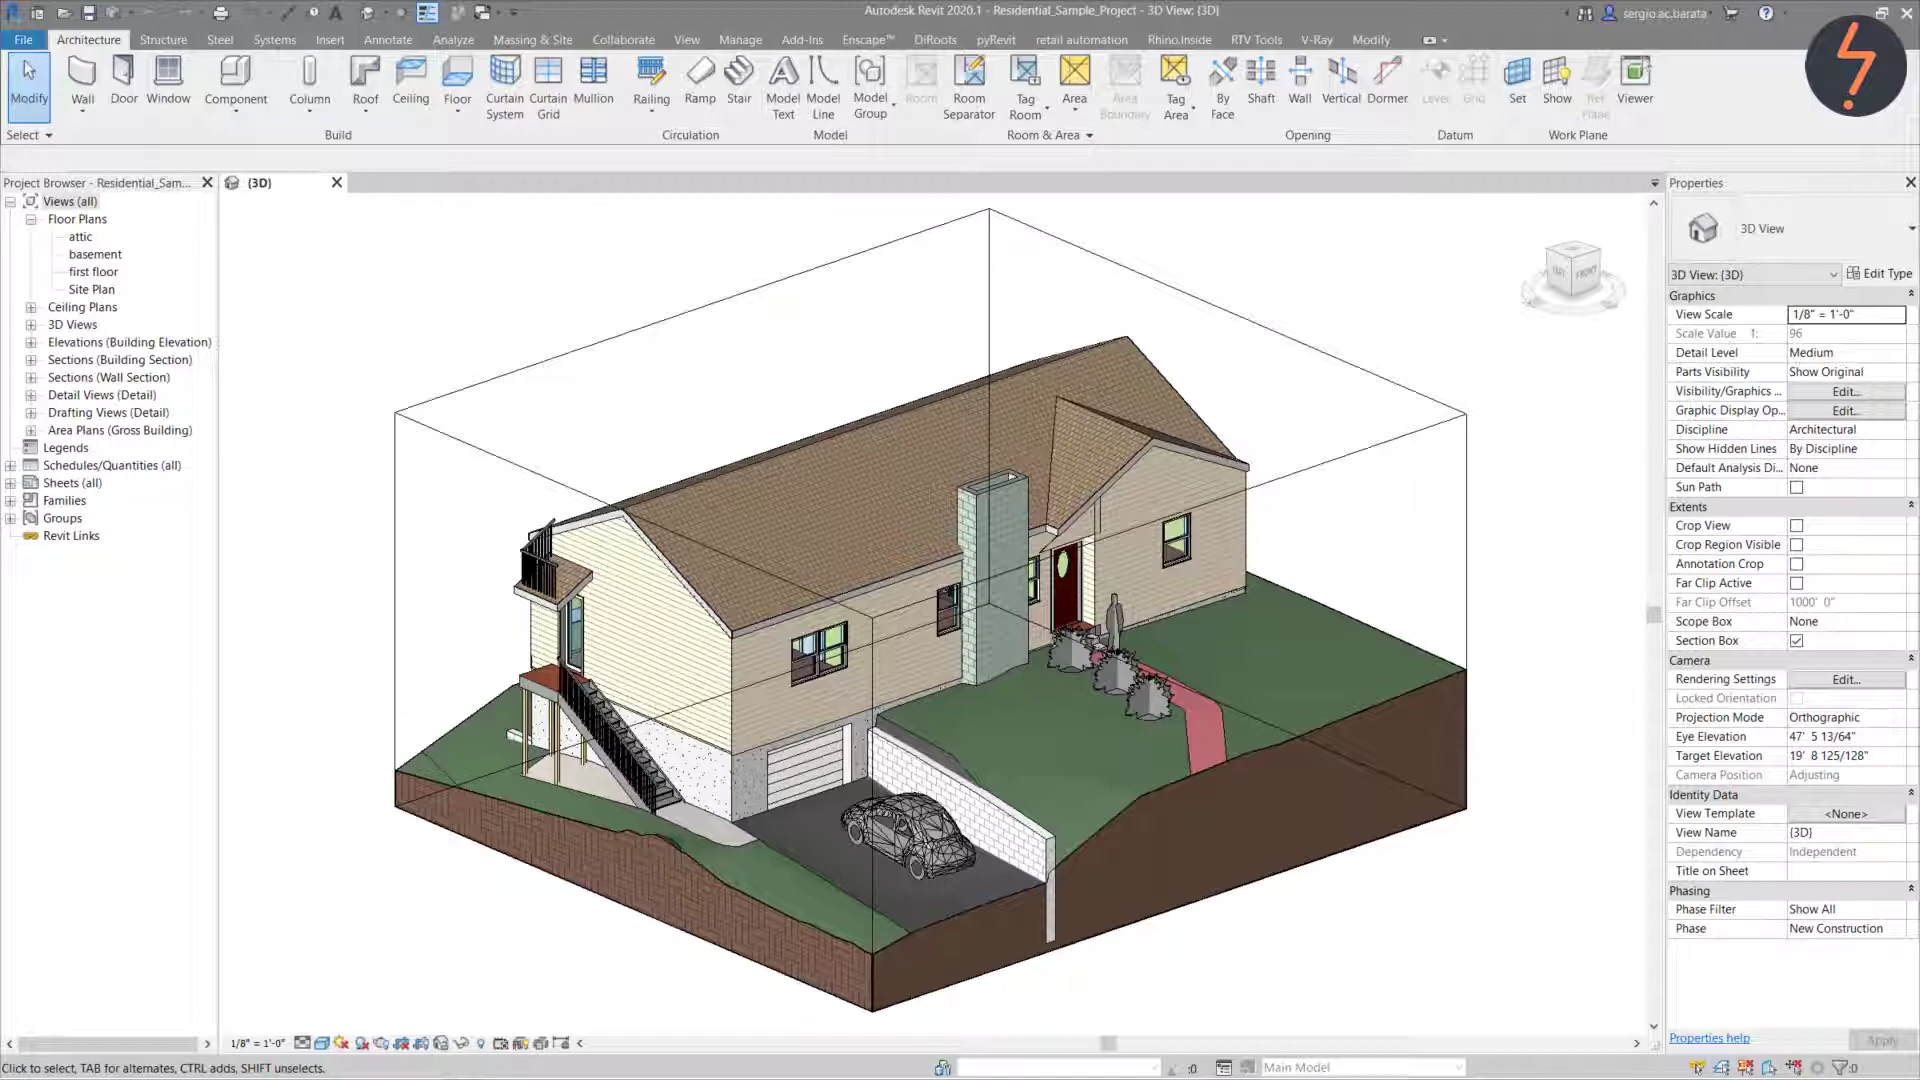 Autodesk Revit 2020.1 - Residential_Sample_Project - 3D View: {3D}
sergio.ac.barata
File Architecture Structure Steel Systems Insert Annotate Analyze Massing & Site Collaborate View Manage Add-Ins Enscape™ DiRoots pyRevit retail automation Rhino.Inside RTV Tools V-Ray Modify
Modify Wall Door Window Component Column Roof Ceiling Floor Curtain System Curtain Grid Mullion Railing Ramp Stair Model Text Model Line Model Group Room Room Separator Tag Room Area Area Boundary Tag Area By Face Shaft Wall Vertical Dormer Level Grid Set Show Ref Plane Viewer
Select Build Circulation Model Room & Area Opening Datum Work Plane
Project Browser - Residential_Sam...
Views (all)
Floor Plans
attic
basement
first floor
Site Plan
Ceiling Plans
3D Views
Elevations (Building Elevation)
Sections (Building Section)
Sections (Wall Section)
Detail Views (Detail)
Drafting Views (Detail)
Area Plans (Gross Building)
Legends
Schedules/Quantities (all)
Sheets (all)
Families
Groups
Revit Links
{3D}
FRONT
Properties
3D View
3D View: {3D} Edit Type
Graphics
View Scale 1/8" = 1'-0"
Scale Value 1: 96
Detail Level Medium
Parts Visibility Show Original
Visibility/Graphics ... Edit...
Graphic Display Op... Edit...
Discipline Architectural
Show Hidden Lines By Discipline
Default Analysis Di... None
Sun Path
Extents
Crop View
Crop Region Visible
Annotation Crop
Far Clip Active
Far Clip Offset 1000' 0"
Scope Box None
Section Box
Camera
Rendering Settings Edit...
Locked Orientation
Projection Mode Orthographic
Eye Elevation 47' 5 13/64"
Target Elevation 19' 8 125/128"
Camera Position Adjusting
Identity Data
View Template <None>
View Name {3D}
Dependency Independent
Title on Sheet
Phasing
Phase Filter Show All
Phase New Construction
Properties help Apply
1/8" = 1'-0"
Click to select, TAB for alternates, CTRL adds, SHIFT unselects.
:0 Main Model :0